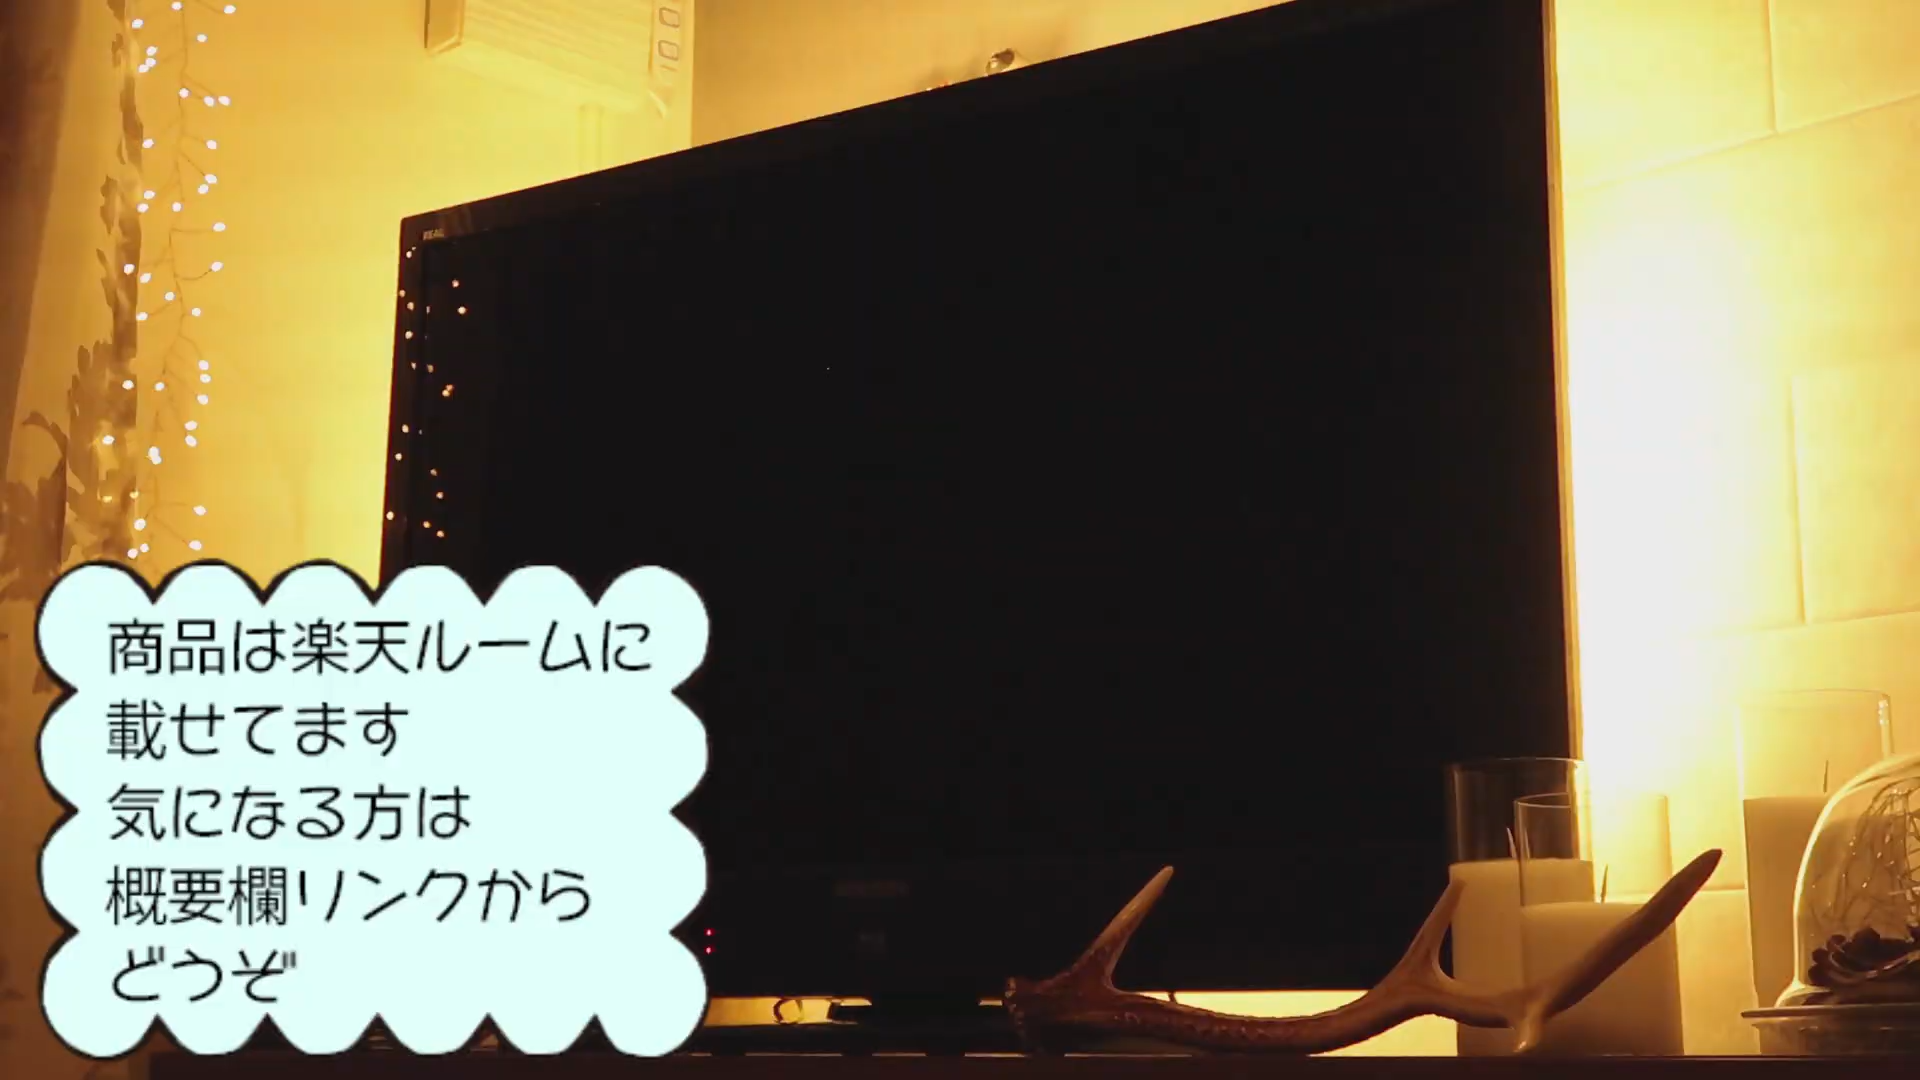 商品は楽天ルームに
載せてます
気になる方は
概要欄リンクから
どうぞ